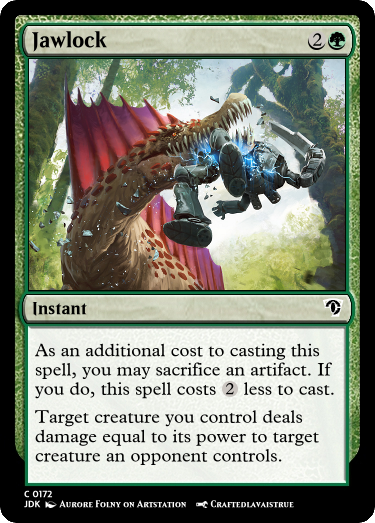 Jawlock 2
Instant
As an additional cost to casting this
spell, you may sacrifice an artifact. If
you do, this spell costs 2 less to cast.
Target creature you control deals
damage equal to its power to target
creature an opponent controls.
C 0172
JDK Aurore Folny on Artstation Craftedlavaistrue